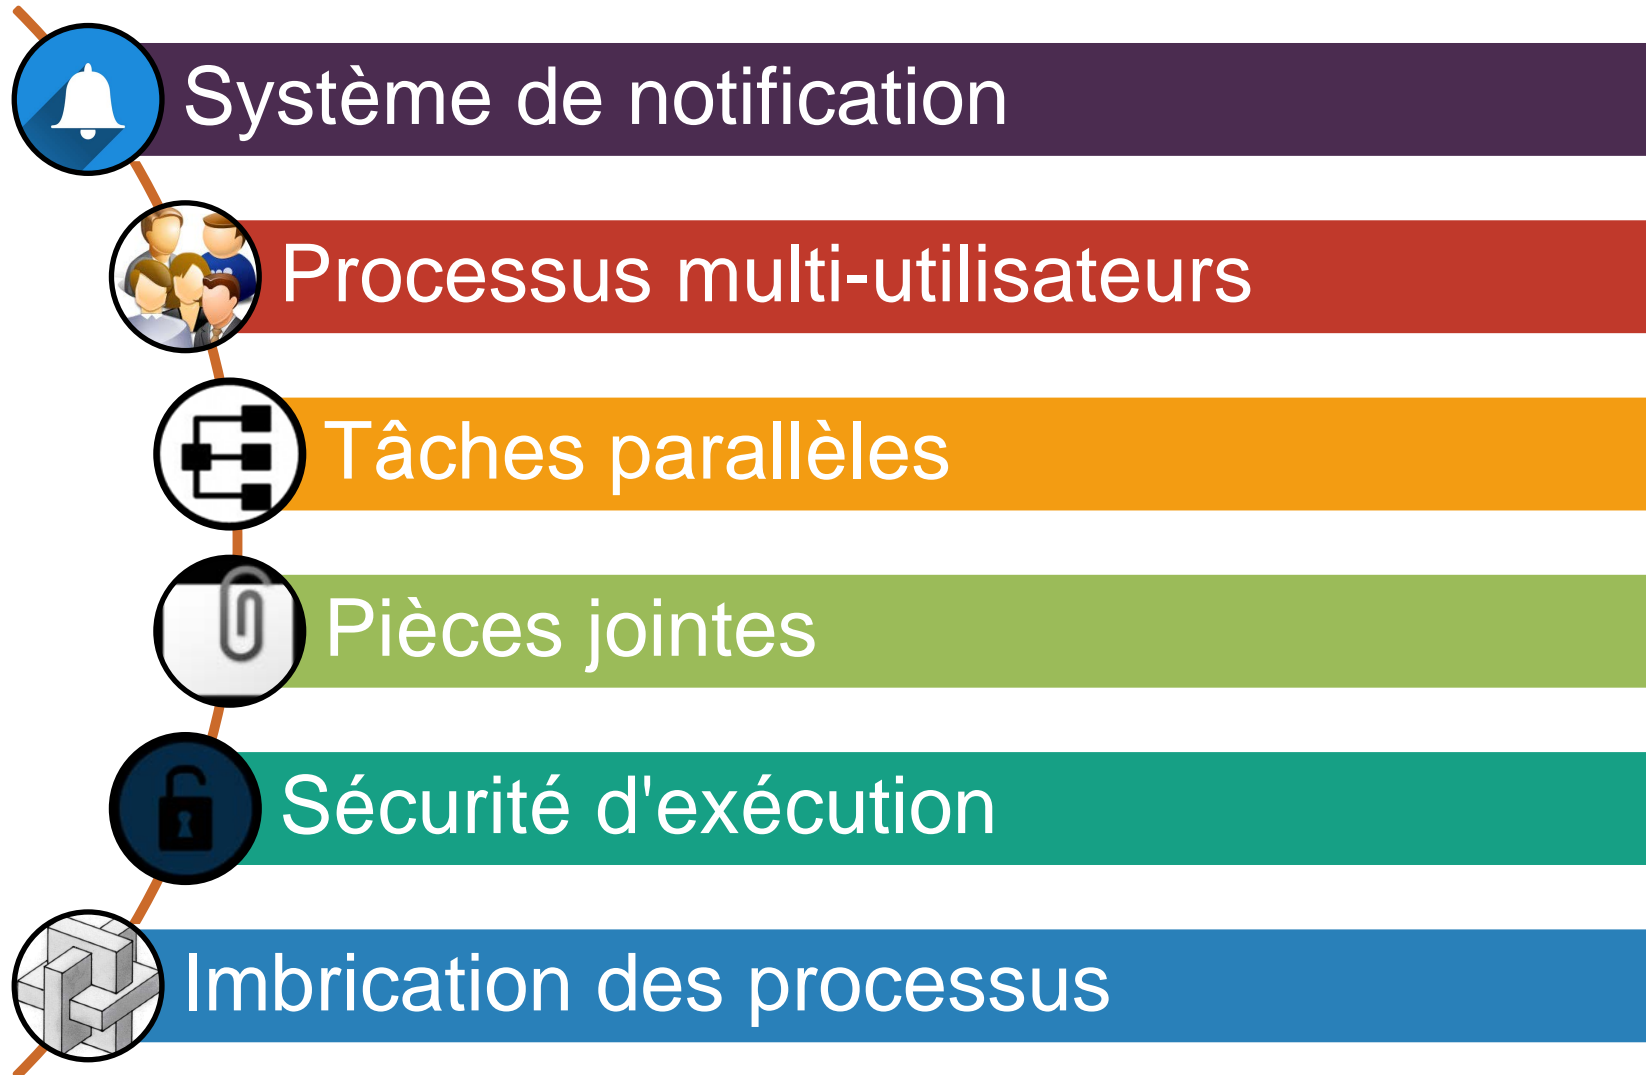 Système de notification
Processus multi-utilisateurs
Tâches parallèles
Pièces jointes
Sécurité d'exécution
Imbrication des processus